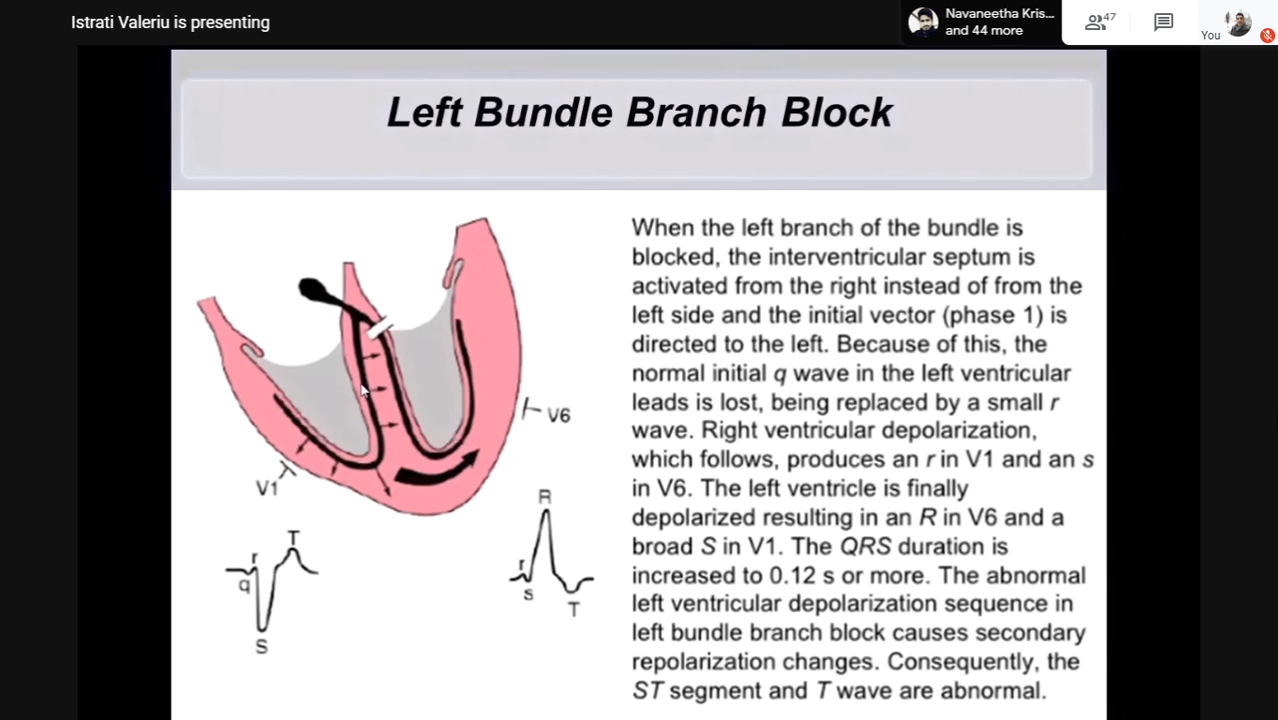 Istrati Valeriu is presenting
Navaneetha Kris...
and 44 more
47
You
Left Bundle Branch Block
When the left branch of the bundle is
blocked, the interventricular septum is
activated from the right instead of from the
left side and the initial vector (phase 1) is
directed to the left. Because of this, the
normal initial q wave in the left ventricular
leads is lost, being replaced by a small r
wave. Right ventricular depolarization,
which follows, produces an r in V1 and an s
in V6. The left ventricle is finally
depolarized resulting in an R in V6 and a
broad S in V1. The QRS duration is
increased to 0.12 s or more. The abnormal
left ventricular depolarization sequence in
left bundle branch block causes secondary
repolarization changes. Consequently, the
ST segment and T wave are abnormal.
V6
V1
r
T
q
S
R
r
s
T